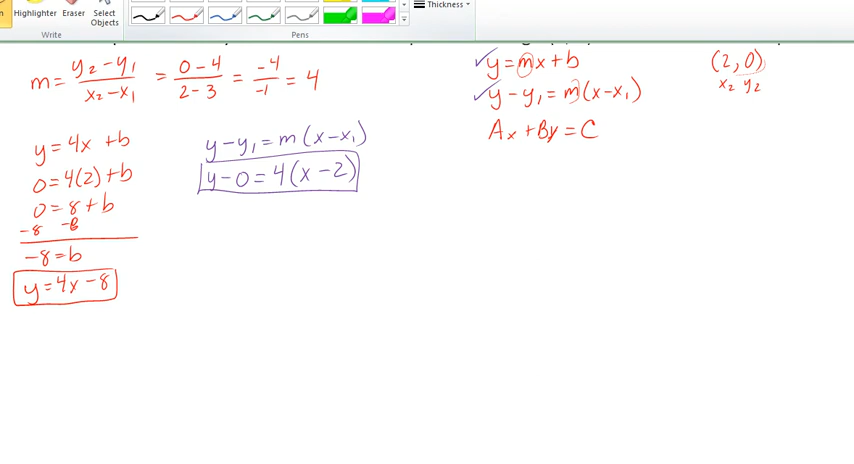 Highlighter Eraser Select Objects
Thickness
Write
Pens
m = y₂ − y₁ / x₂ − x₁ = 0 − 4 / 2 − 3 = −4 / −1 = 4
y = 4x + b
0 = 4(2) + b
0 = 8 + b
−8 −8
−8 = b
y = 4x − 8
y − y₁ = m (x − x₁)
y − 0 = 4(x − 2)
y = mx + b
y − y₁ = m(x − x₁)
Ax + By = C
(2, 0)
x₂ y₂